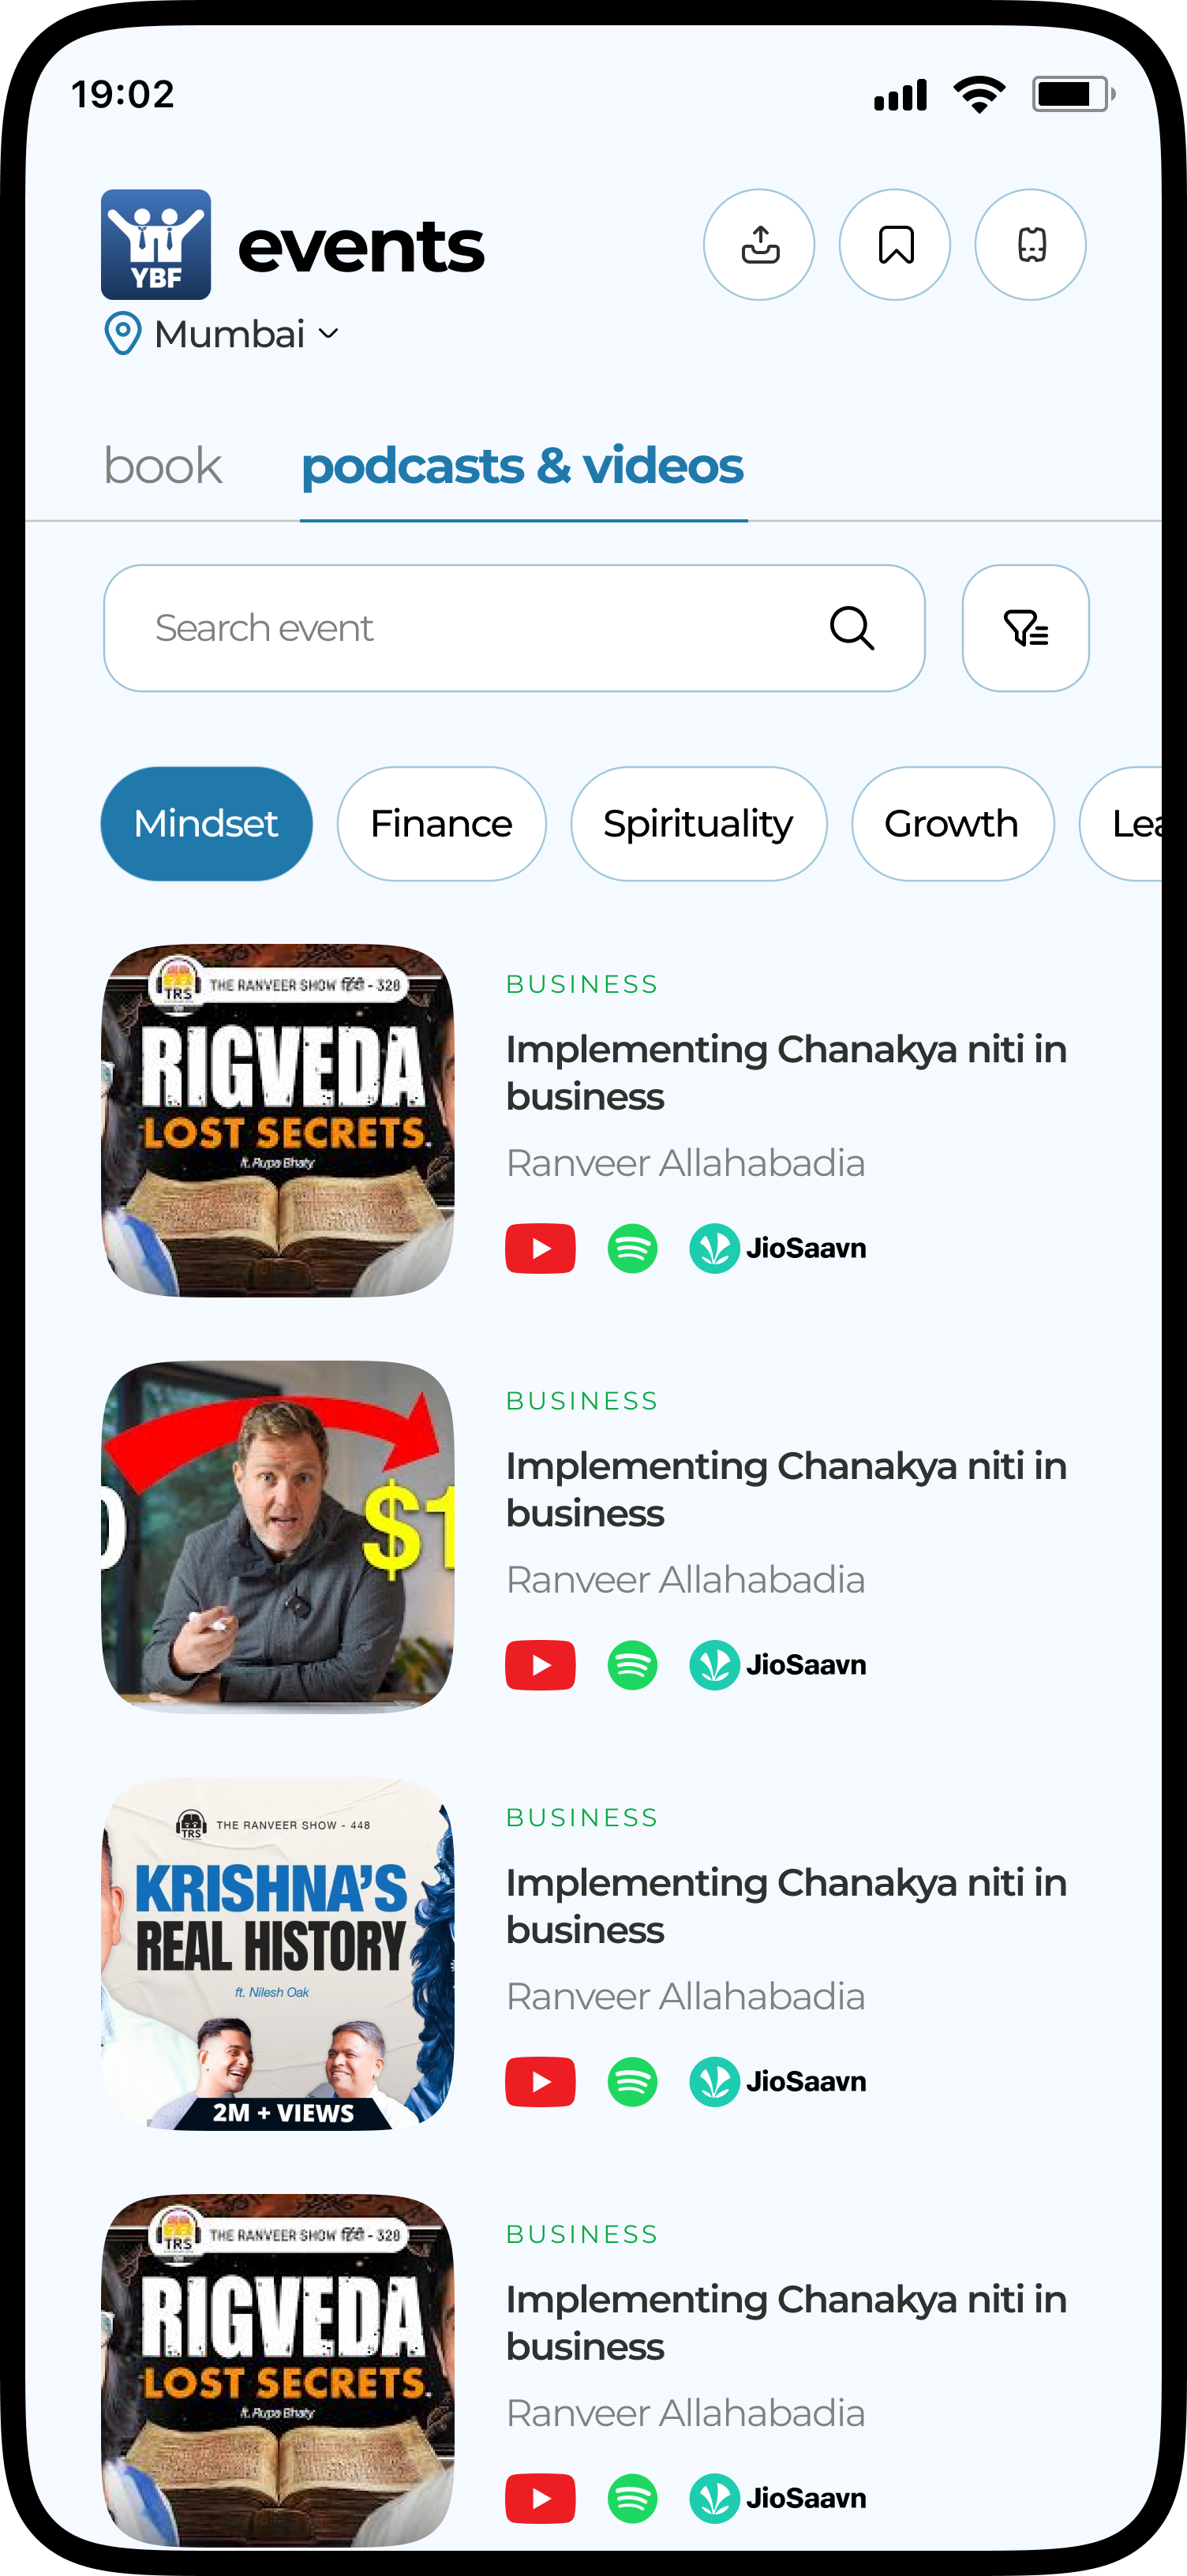 19:02
YBF
events
Mumbai
book podcasts & videos
Search event
Mindset Finance Spirituality Growth Lea
TRS
THE RANVEER SHOW - 328
RIGVEDA
LOST SECRETS.
ft. Rupa Bhaty
BUSINESS
Implementing Chanakya niti in
business
Ranveer Allahabadia
JioSaavn
0 $1
BUSINESS
Implementing Chanakya niti in
business
Ranveer Allahabadia
JioSaavn
TRS
THE RANVEER SHOW - 448
KRISHNA'S
REAL HISTORY
ft. Nilesh Oak
2M + VIEWS
BUSINESS
Implementing Chanakya niti in
business
Ranveer Allahabadia
JioSaavn
TRS
THE RANVEER SHOW - 328
RIGVEDA
LOST SECRETS.
ft. Rupa Bhaty
BUSINESS
Implementing Chanakya niti in
business
Ranveer Allahabadia
JioSaavn